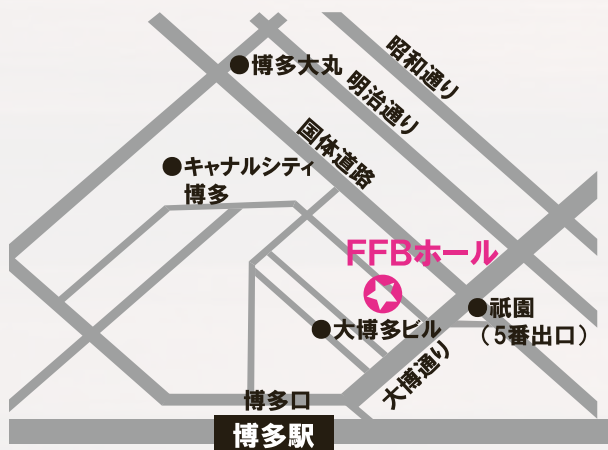 昭和通り
博多大丸
明治通り
国体道路
キャナルシティ
博多
FFBホール
祇園
（5番出口）
大博多ビル
大博通り
博多口
博多駅